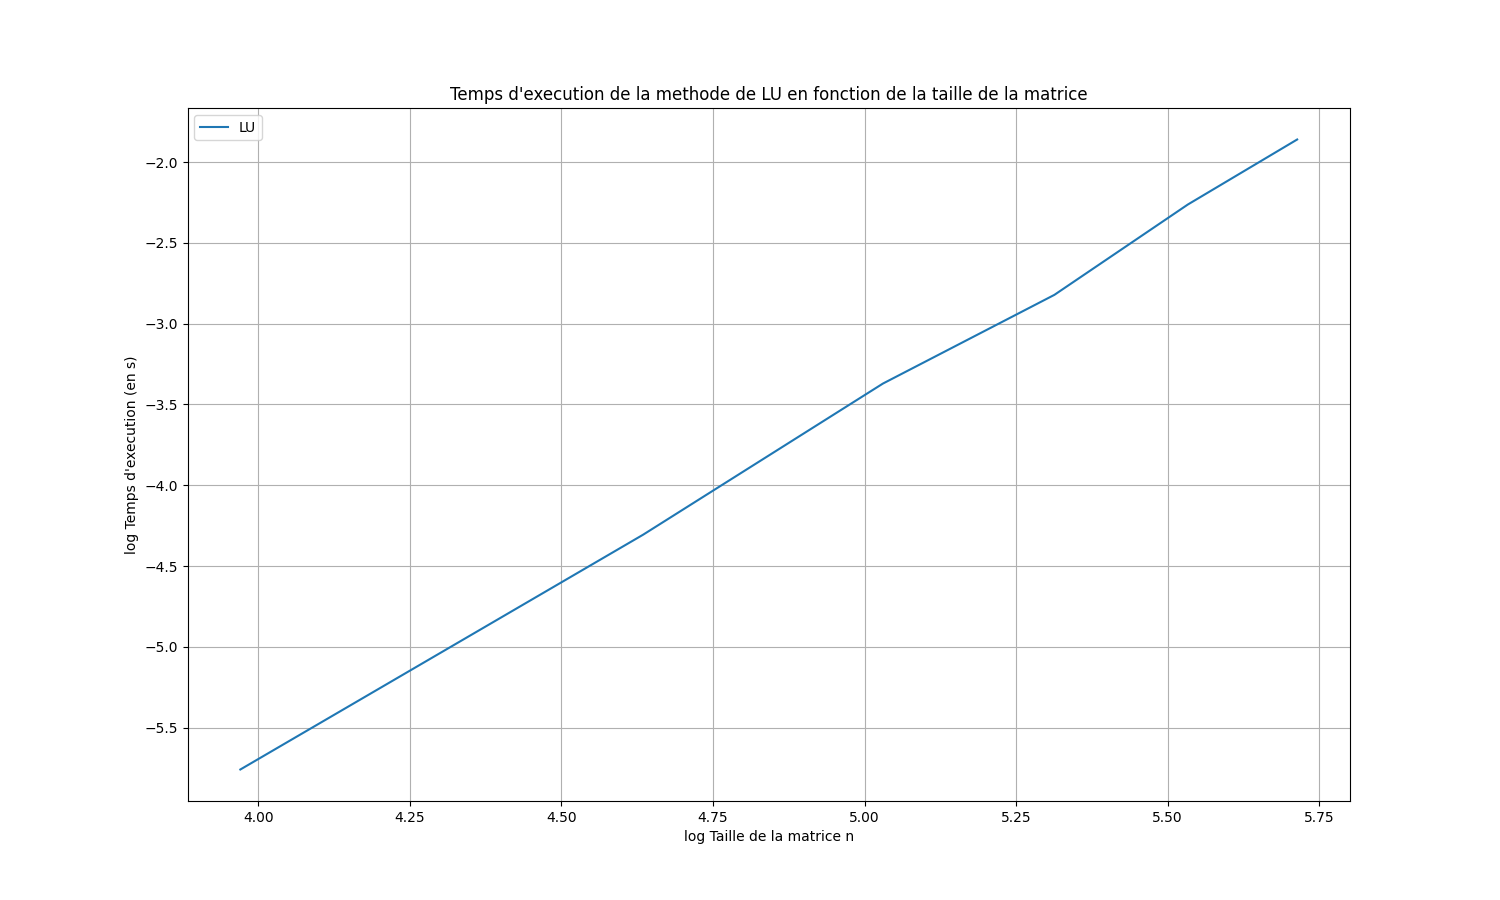 Temps d'execution de la methode de LU en fonction de la taille de la matrice
LU
−2.0
−2.5
−3.0
−3.5
−4.0
−4.5
−5.0
−5.5
log Temps d'execution (en s)
4.00 4.25 4.50 4.75 5.00 5.25 5.50 5.75
log Taille de la matrice n